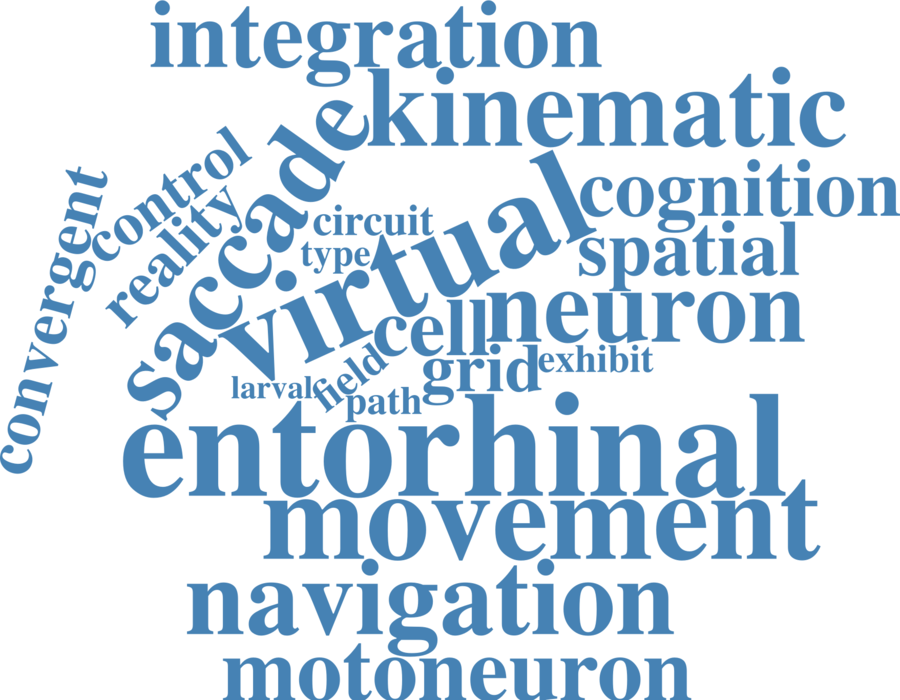 integration
kinematic
saccade
control
convergent
reality
cognition
virtual
circuit
spatial
type
neuron
cell
grid
exhibit
field
larval
path
entorhinal
movement
navigation
motoneuron